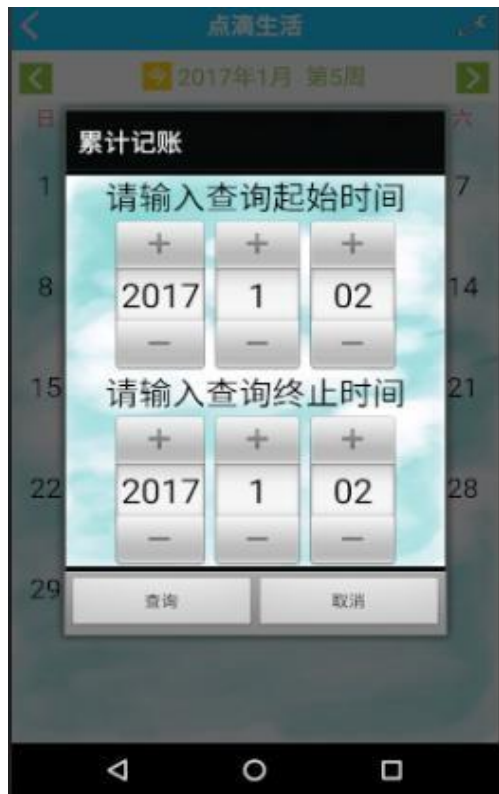 点滴生活
今 2017年1月 第5周
日 六
累计记账
1 7
请输入查询起始时间
+ + +
8 2017 1 02 14
- - -
15 请输入查询终止时间 21
+ + +
22 2017 1 02 28
- - -
29 查询 取消